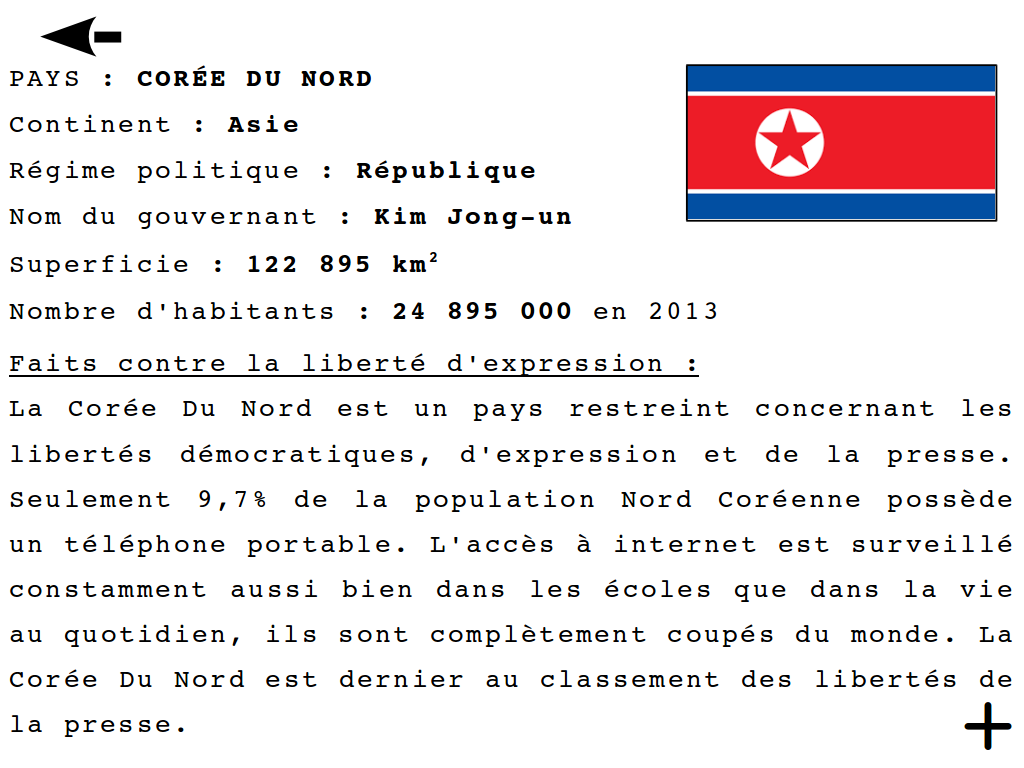 PAYS : CORÉE DU NORD
Continent : Asie
Régime politique : République
Nom du gouvernant : Kim Jong-un
Superficie : 122 895 km²
Nombre d'habitants : 24 895 000 en 2013
Faits contre la liberté d'expression :
La Corée Du Nord est un pays restreint concernant les
libertés démocratiques, d'expression et de la presse.
Seulement 9,7% de la population Nord Coréenne possède
un téléphone portable. L'accès à internet est surveillé
constamment aussi bien dans les écoles que dans la vie
au quotidien, ils sont complètement coupés du monde. La
Corée Du Nord est dernier au classement des libertés de
la presse.